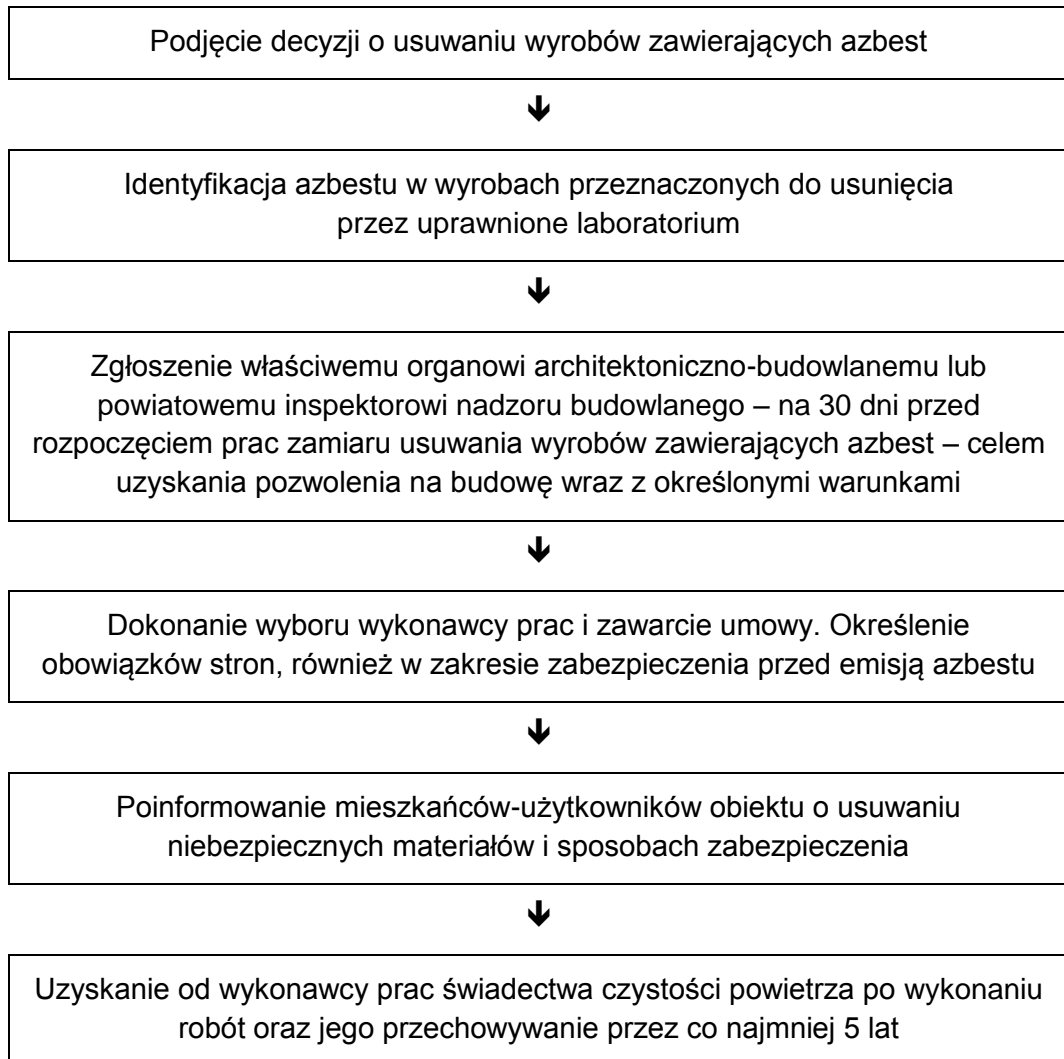 Podjęcie decyzji o usuwaniu wyrobów zawierających azbest
Identyfikacja azbestu w wyrobach przeznaczonych do usunięcia
przez uprawnione laboratorium
Zgłoszenie właściwemu organowi architektoniczno-budowlanemu lub
powiatowemu inspektorowi nadzoru budowlanego – na 30 dni przed
rozpoczęciem prac zamiaru usuwania wyrobów zawierających azbest – celem
uzyskania pozwolenia na budowę wraz z określonymi warunkami
Dokonanie wyboru wykonawcy prac i zawarcie umowy. Określenie
obowiązków stron, również w zakresie zabezpieczenia przed emisją azbestu
Poinformowanie mieszkańców-użytkowników obiektu o usuwaniu
niebezpiecznych materiałów i sposobach zabezpieczenia
Uzyskanie od wykonawcy prac świadectwa czystości powietrza po wykonaniu
robót oraz jego przechowywanie przez co najmniej 5 lat